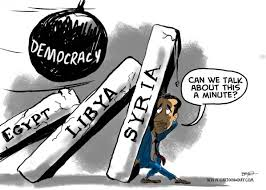 DEMOCRACY
CAN WE TALK
ABOUT THIS
A MINUTE?
EGYPT
LIBYA
SYRIA